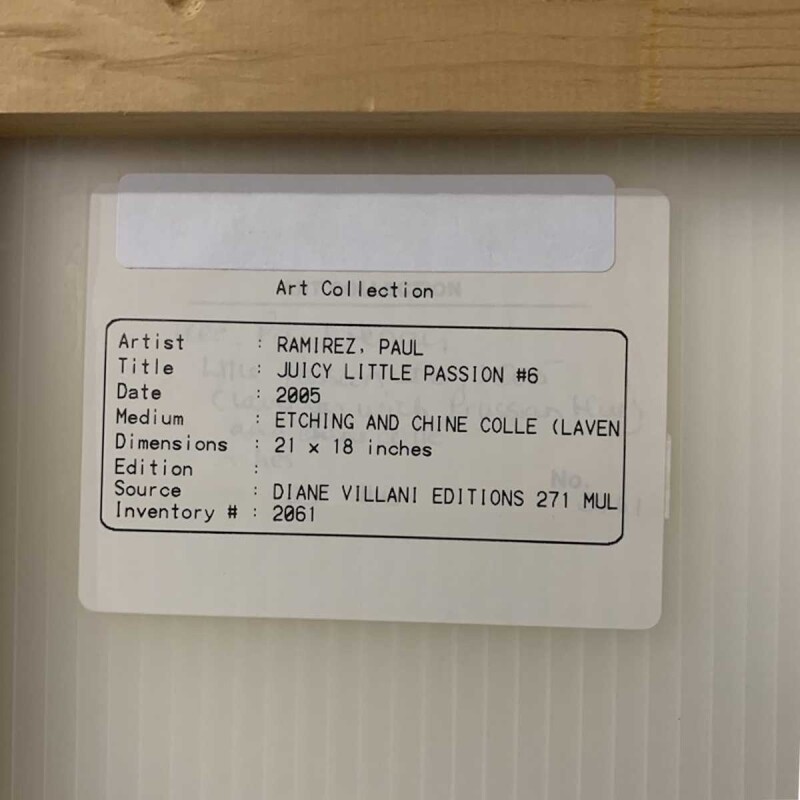 Art Collection
Artist : RAMIREZ, PAUL
Title : JUICY LITTLE PASSION #6
Date : 2005
Medium : ETCHING AND CHINE COLLE (LAVEN
Dimensions : 21 x 18 inches
Edition :
Source : DIANE VILLANI EDITIONS 271 MUL
Inventory # : 2061
No.